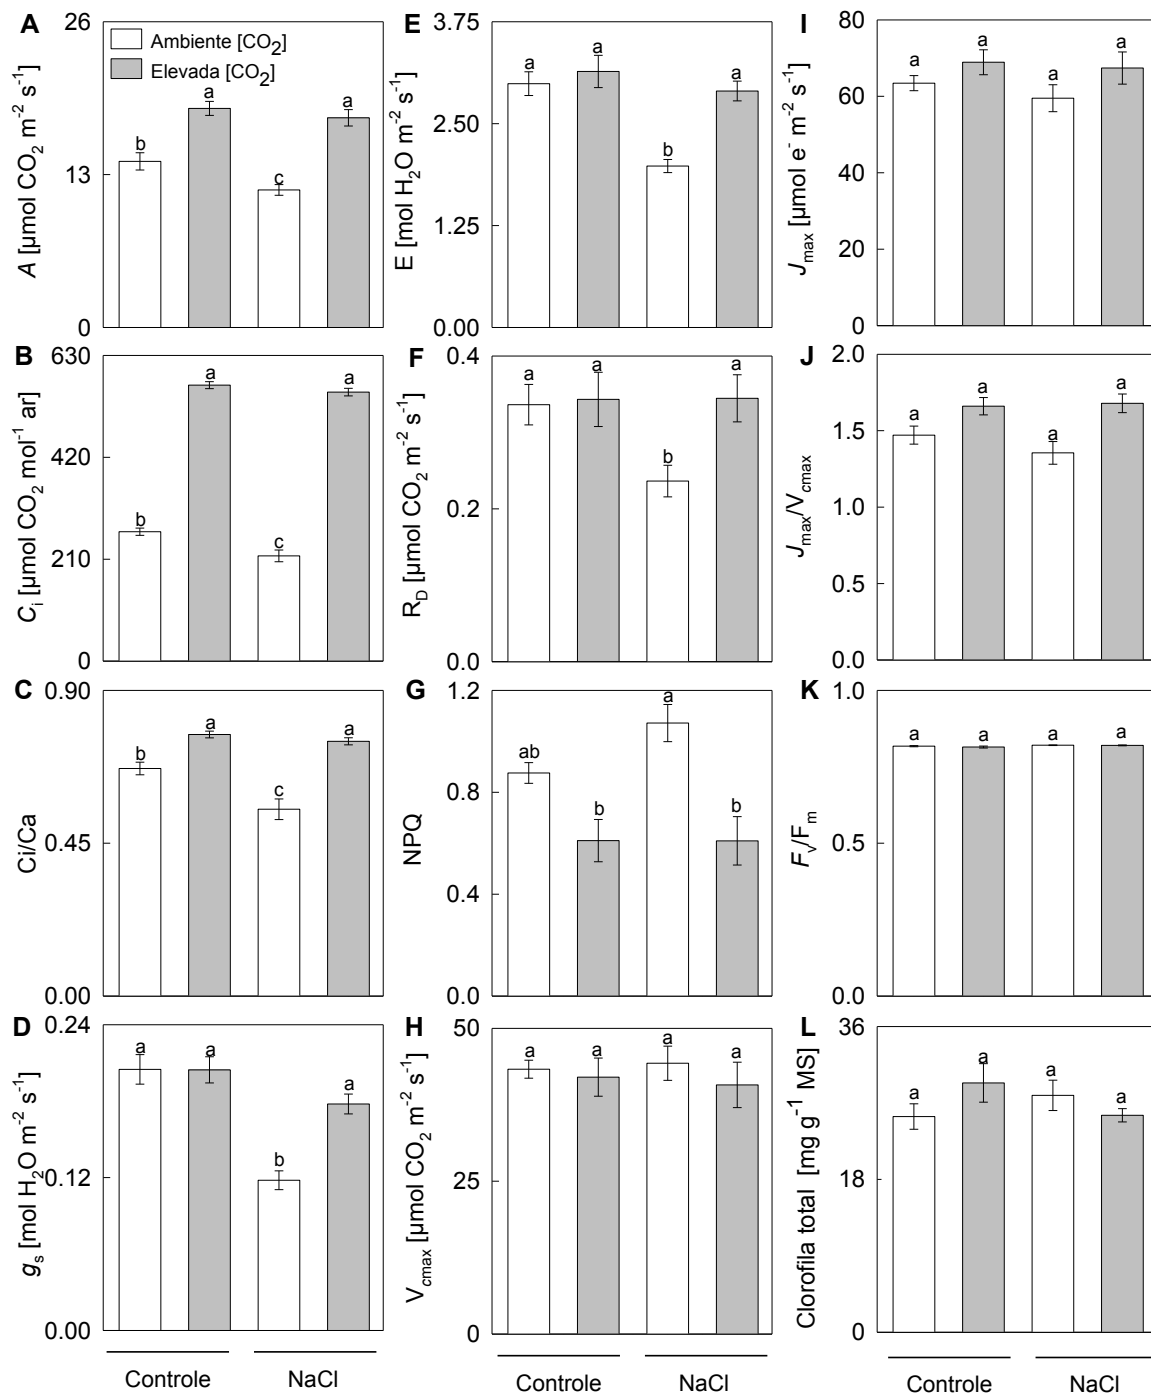 A
26
13
0
A [µmol CO2 m-2 s-1]
Ambiente [CO2]
Elevada [CO2]
b
a
c
a
B
630
420
210
0
Ci [µmol CO2 mol-1 ar]
b
a
c
a
C
0.90
0.45
0.00
Ci/Ca
b
a
c
a
D
0.24
0.12
0.00
gs [mol H2O m-2 s-1]
a
a
b
a
Controle
NaCl
E
3.75
2.50
1.25
0.00
E [mol H2O m-2 s-1]
a
a
b
a
F
0.4
0.2
0.0
RD [µmol CO2 m-2 s-1]
a
a
b
a
G
1.2
0.8
0.4
0.0
NPQ
ab
b
a
b
H
50
25
0
Vcmax [µmol CO2 m-2 s-1]
a
a
a
a
Controle
NaCl
I
80
60
40
20
0
Jmax [µmol e- m-2 s-1]
a
a
a
a
J
2.0
1.5
1.0
0.5
0.0
Jmax/Vcmax
a
a
a
a
K
1.0
0.5
0.0
Fv/Fm
a
a
a
a
L
36
18
0
Clorofila total [mg g-1 MS]
a
a
a
a
Controle
NaCl